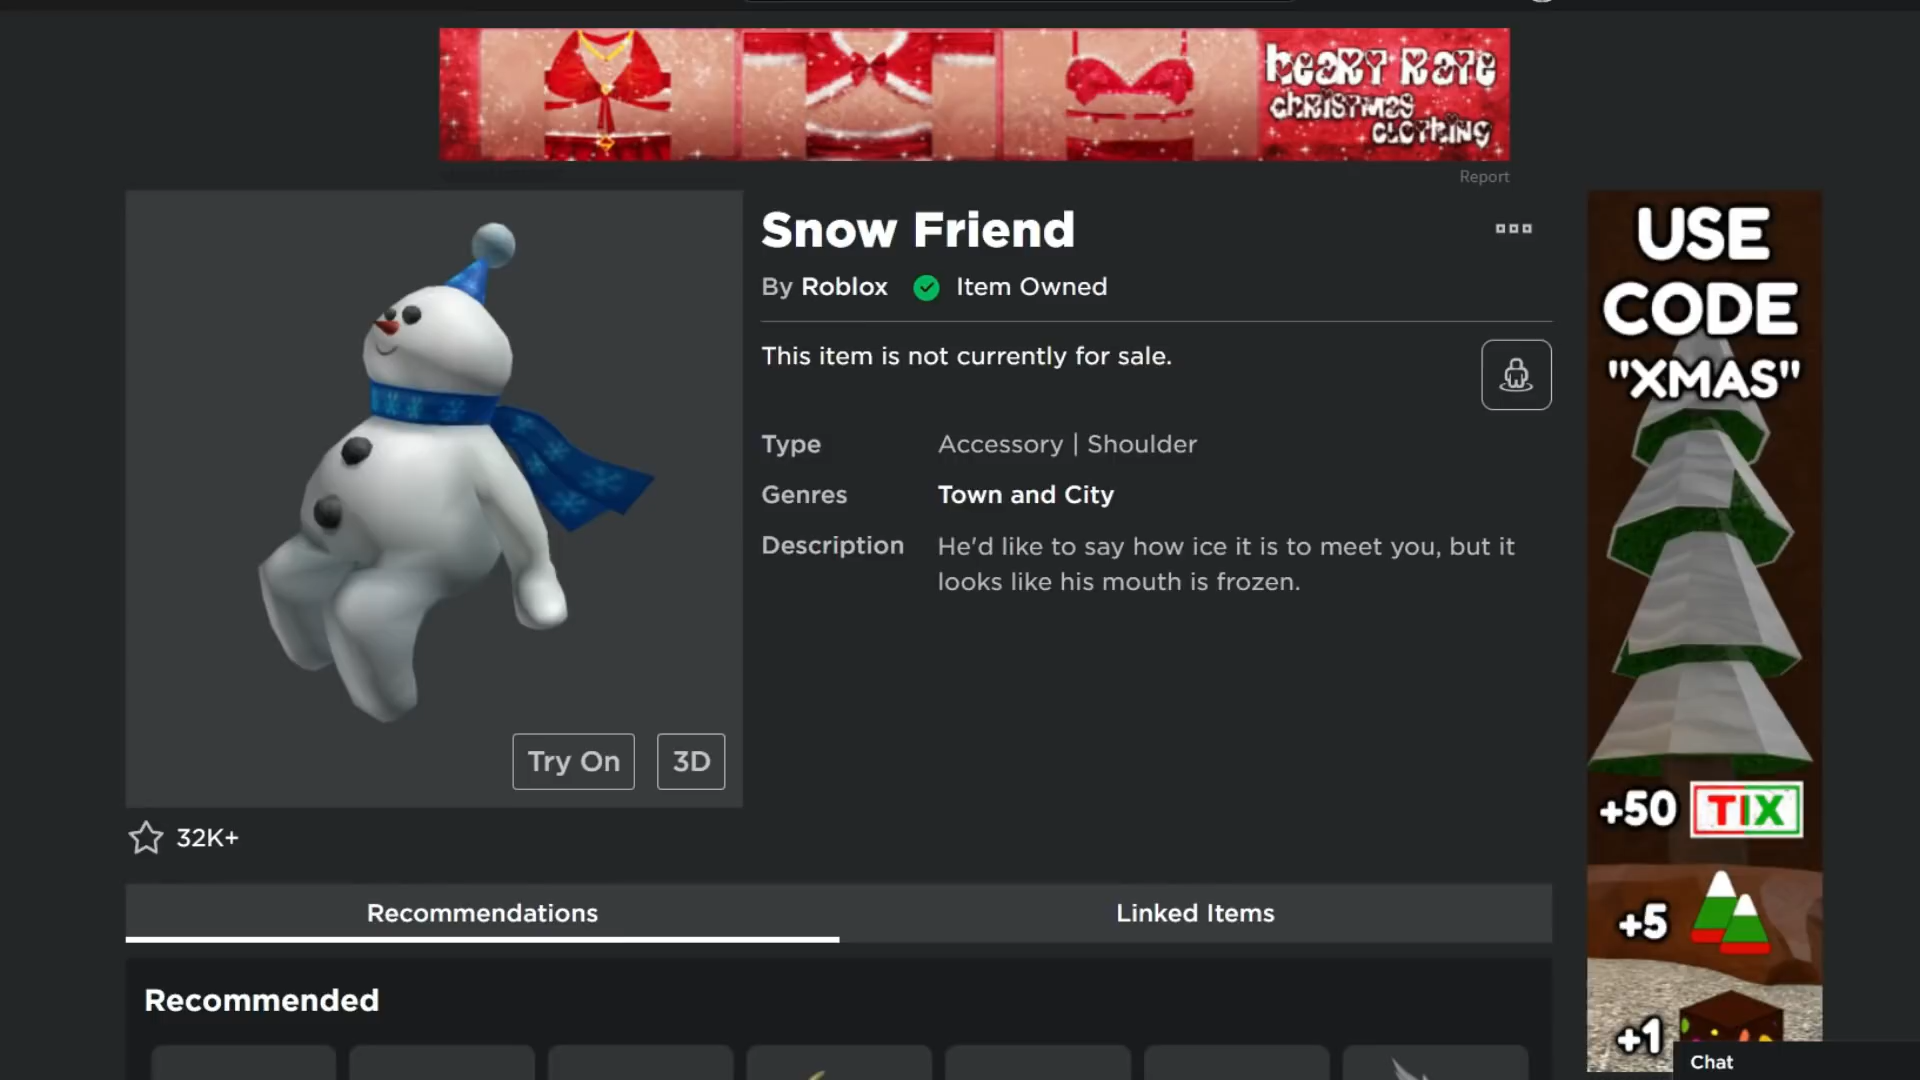 HEART RATE
CHRISTMAS
CLOTHING
Report
Snow Friend
By Roblox Item Owned
This item is not currently for sale.
Type Accessory | Shoulder
Genres Town and City
Description He'd like to say how ice it is to meet you, but it
looks like his mouth is frozen.
Try On 3D
32K+
Recommendations Linked Items
Recommended
USE
CODE
"XMAS"
+50 TIX
+5
+1
Chat